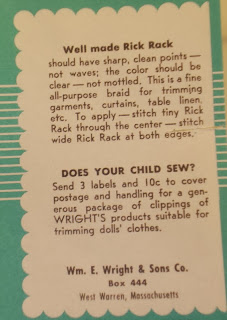 Well made Rick Rack
should have sharp, clean points —
not waves; the color should be
clear — not mottled. This is a fine
all-purpose braid for trimming
garments, curtains, table linen,
etc. To apply — stitch tiny Rick
Rack through the center — stitch
wide Rick Rack at both edges,
DOES YOUR CHILD SEW?
Send 3 labels and 10c to cover
postage and handling for a gen-
erous package of clippings of
WRIGHT'S products suitable for
trimming dolls' clothes.
Wm. E. Wright & Sons Co.
Box 444
West Warren, Massachusetts